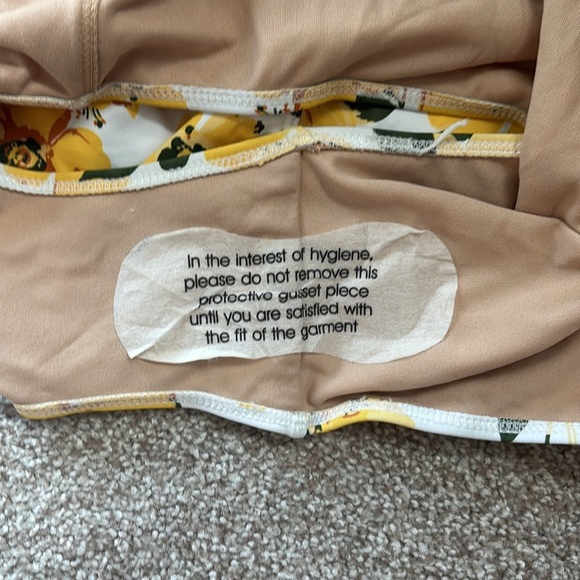 In the interest of hygiene,
please do not remove this
protective gusset piece
until you are satisfied with
the fit of the garment